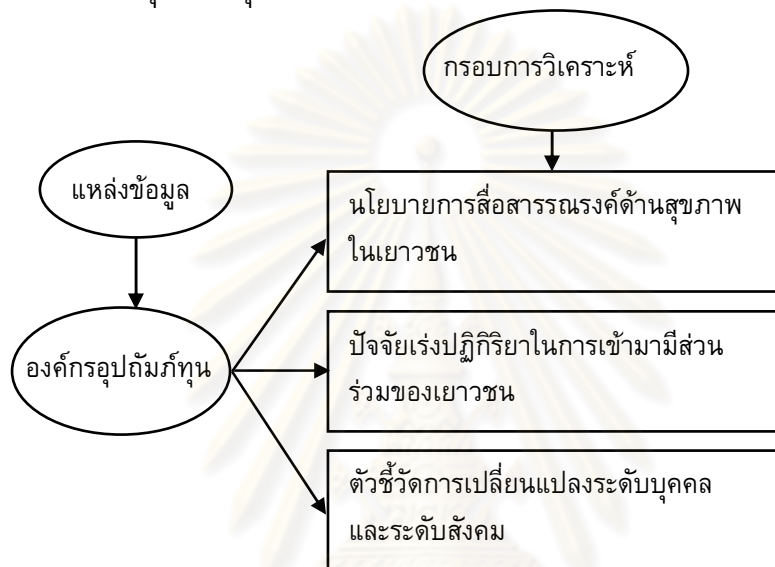 กรอบการวิเคราะห์
แหล่งข้อมูล
นโยบายการสื่อสารรณรงค์ด้านสุขภาพ
ในเยาวชน
องค์กรอุปถัมภ์ทุน
ปัจจัยเร่งปฏิกิริยาในการเข้ามามีส่วน
ร่วมของเยาวชน
ตัวชี้วัดการเปลี่ยนแปลงระดับบุคคล
และระดับสังคม